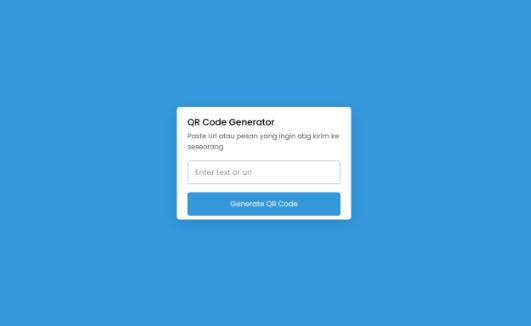 QR Code Generator
Paste Url atau pesan yang ingin abg kirim ke
seseorang
Enter text or url
Generate QR Code